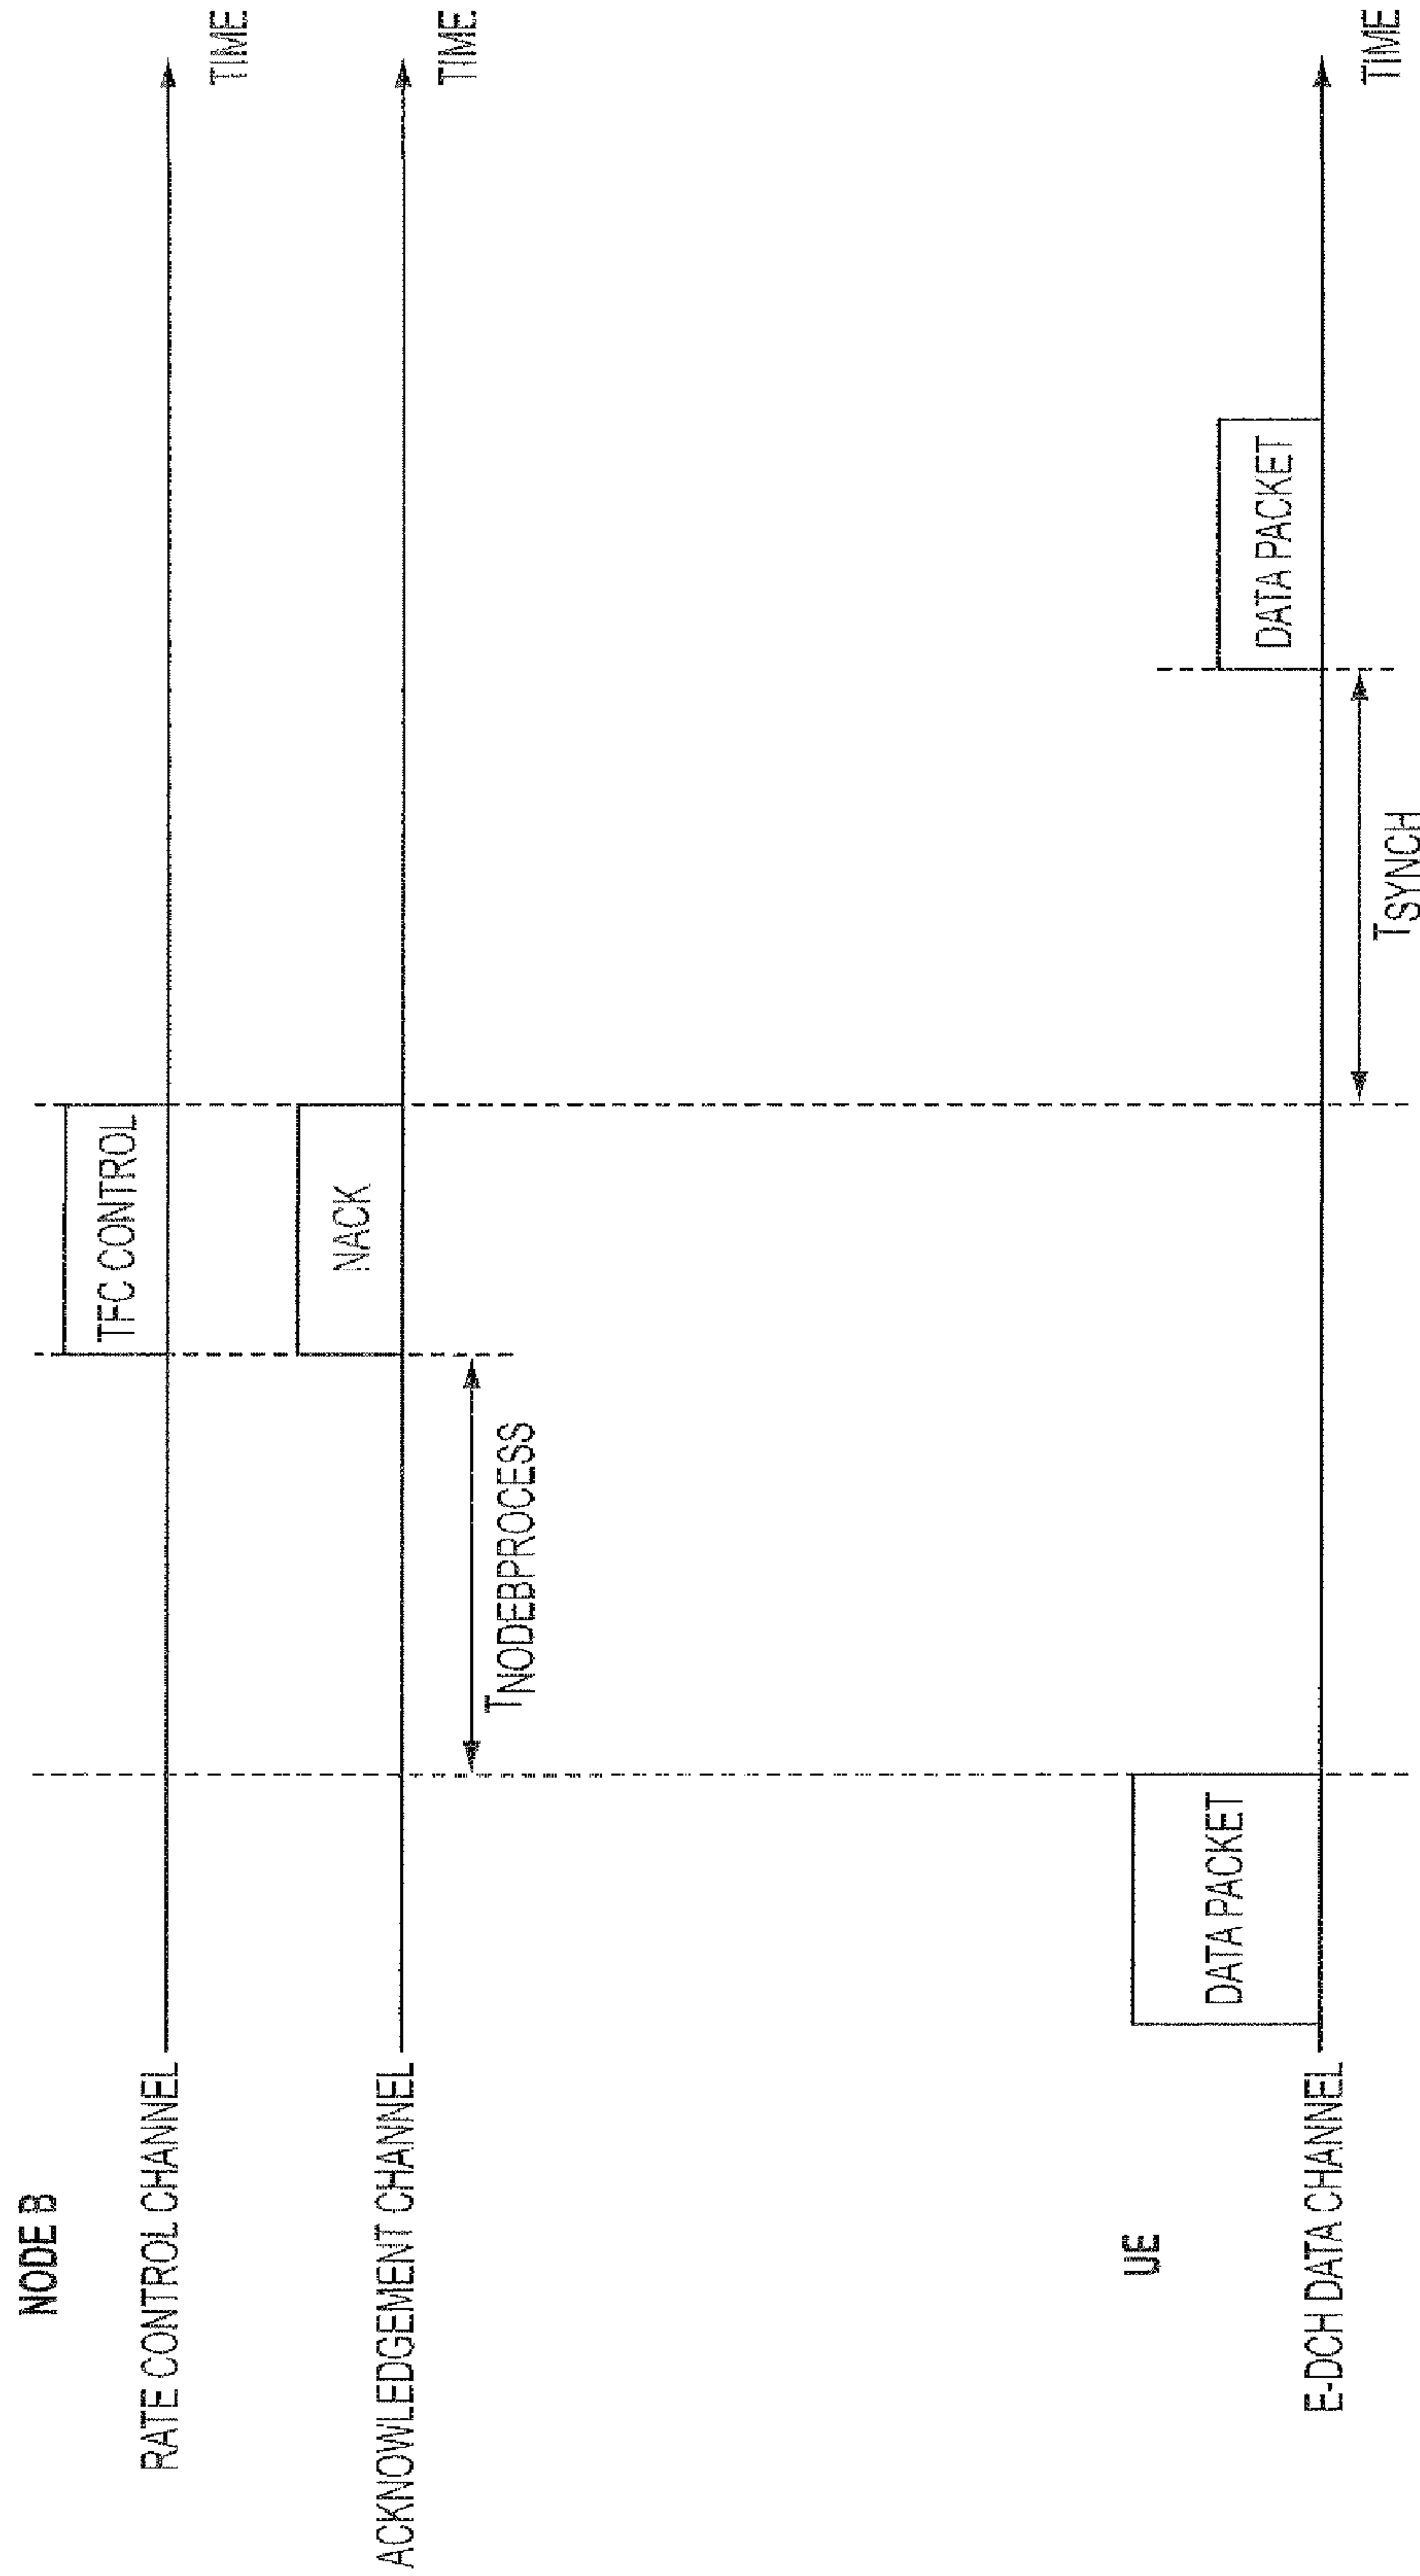 NODE B
RATE CONTROL CHANNEL
TFC CONTROL
TIME
ACKNOWLEDGEMENT CHANNEL
NACK
TIME
TNODEBPROCESS
UE
DATA PACKET
DATA PACKET
E-DCH DATA CHANNEL
TIME
TSYNCH